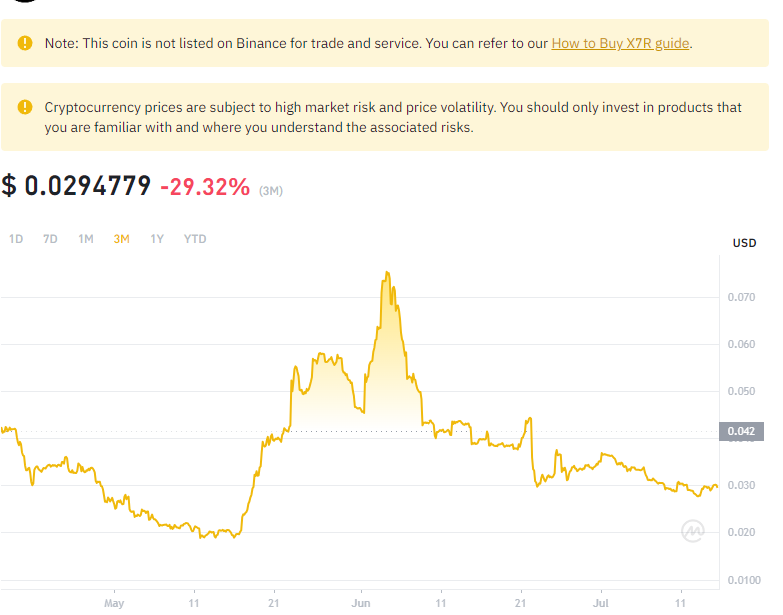 Note: This coin is not listed on Binance for trade and service. You can refer to our How to Buy X7R guide.
Cryptocurrency prices are subject to high market risk and price volatility. You should only invest in products that
you are familiar with and where you understand the associated risks.
$ 0.0294779 -29.32% (3M)
1D 7D 1M 3M 1Y YTD
USD
0.070
0.060
0.050
0.042
0.030
0.020
0.0100
May 11 21 Jun 11 21 Jul 11